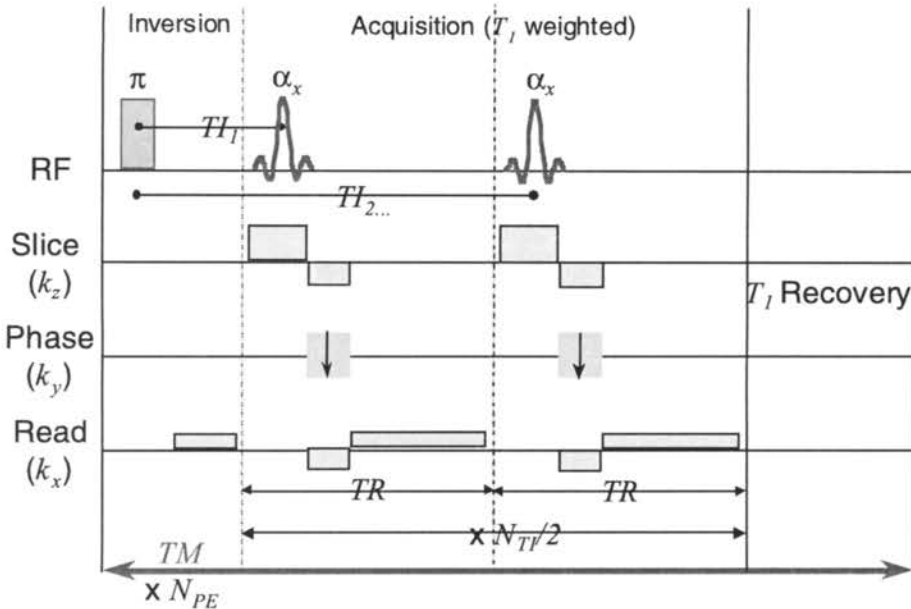 Inversion
Acquisition (T1 weighted)
π
αx
αx
TI1
RF
TI2...
Slice
(kz)
T1 Recovery
Phase
(ky)
Read
(kx)
TR
TR
x NTI/2
TM
x NPE